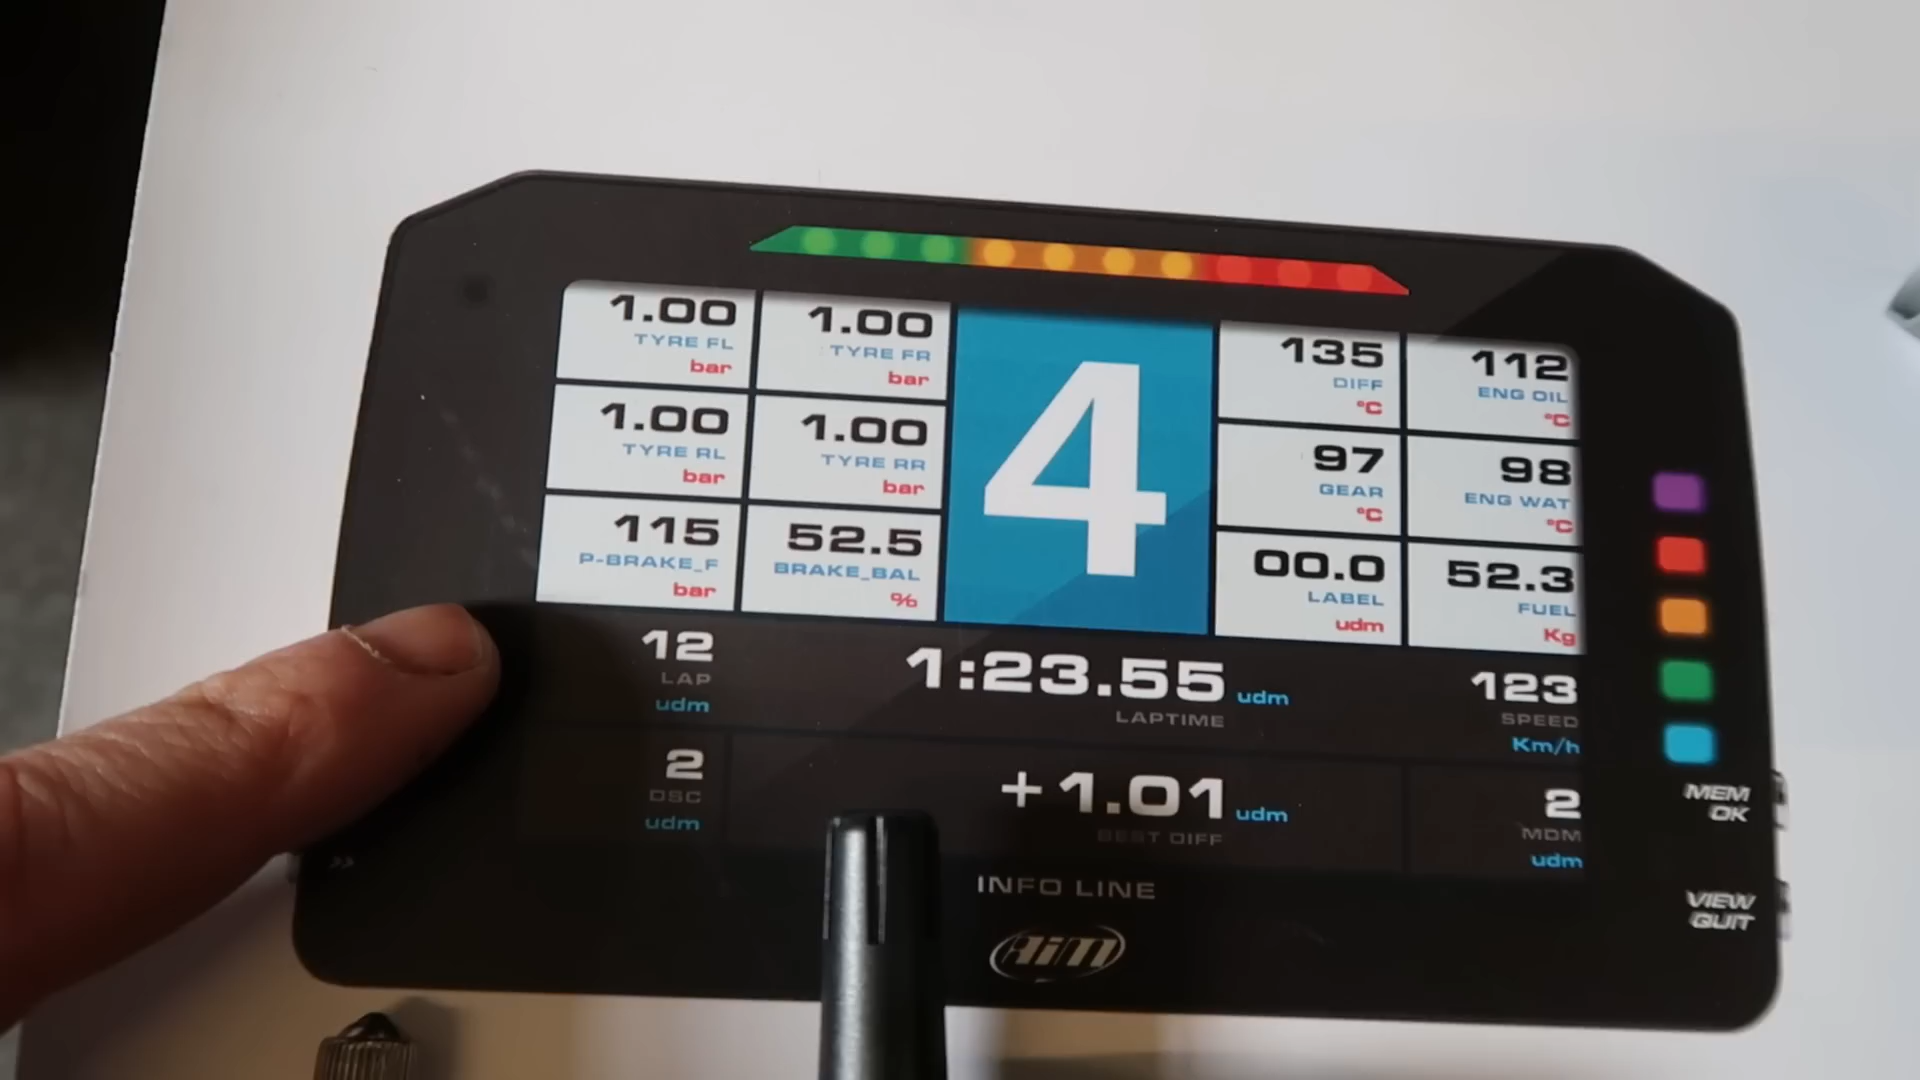 1.00
TYRE FL
bar
1.00
TYRE FR
bar
4
135
DIFF
°C
112
ENG OIL
°C
1.00
TYRE RL
bar
1.00
TYRE RR
bar
97
GEAR
°C
98
ENG WAT
°C
115
P-BRAKE_F
bar
52.5
BRAKE_BAL
%
00.0
LABEL
udm
52.3
FUEL
Kg
12
LAP
udm
1:23.55 udm
LAPTIME
123
SPEED
Km/h
2
DSC
udm
+1.01 udm
BEST DIFF
2
MDM
udm
MEM
OK
VIEW
QUIT
INFO LINE
AiM
>>